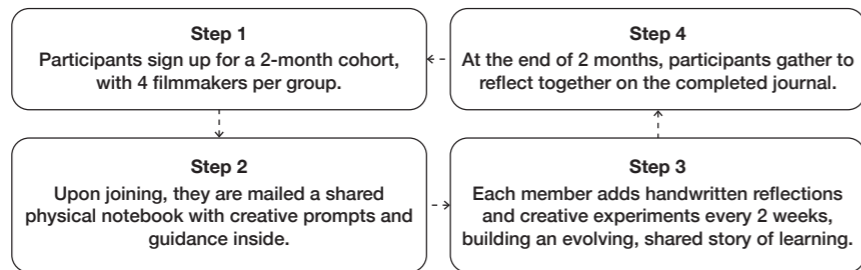 Step 1
Participants sign up for a 2-month cohort,
with 4 filmmakers per group.
Step 2
Upon joining, they are mailed a shared
physical notebook with creative prompts and
guidance inside.
Step 3
Each member adds handwritten reflections
and creative experiments every 2 weeks,
building an evolving, shared story of learning.
Step 4
At the end of 2 months, participants gather to
reflect together on the completed journal.